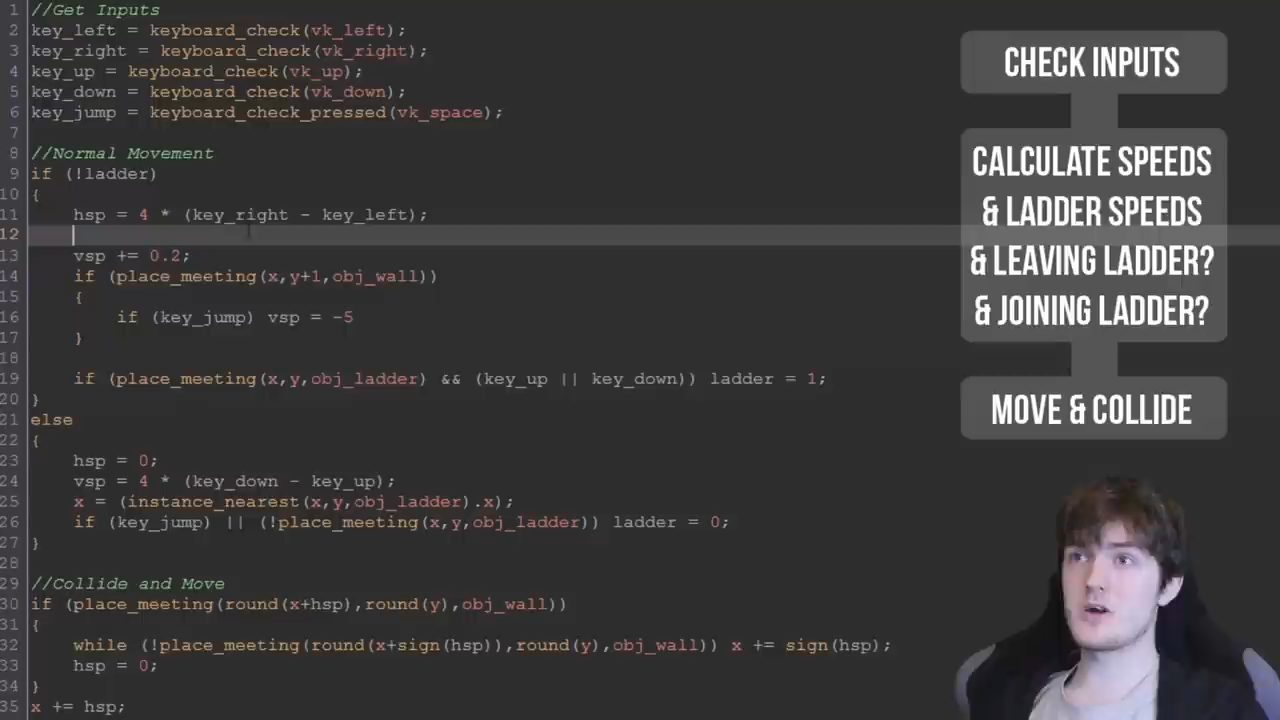 1 //Get Inputs
2 key_left = keyboard_check(vk_left);
3 key_right = keyboard_check(vk_right);
4 key_up = keyboard_check(vk_up);
5 key_down = keyboard_check(vk_down);
6 key_jump = keyboard_check_pressed(vk_space);
7
8 //Normal Movement
9 if (!ladder)
10 {
11 hsp = 4 * (key_right - key_left);
12
13 vsp += 0.2;
14 if (place_meeting(x,y+1,obj_wall))
15 {
16 if (key_jump) vsp = -5
17 }
18
19 if (place_meeting(x,y,obj_ladder) && (key_up || key_down)) ladder = 1;
20 }
21 else
22 {
23 hsp = 0;
24 vsp = 4 * (key_down - key_up);
25 x = (instance_nearest(x,y,obj_ladder).x);
26 if (key_jump) || (!place_meeting(x,y,obj_ladder)) ladder = 0;
27 }
28
29 //Collide and Move
30 if (place_meeting(round(x+hsp),round(y),obj_wall))
31 {
32 while (!place_meeting(round(x+sign(hsp)),round(y),obj_wall)) x += sign(hsp);
33 hsp = 0;
34 }
35 x += hsp;
CHECK INPUTS
CALCULATE SPEEDS
& LADDER SPEEDS
& LEAVING LADDER?
& JOINING LADDER?
MOVE & COLLIDE